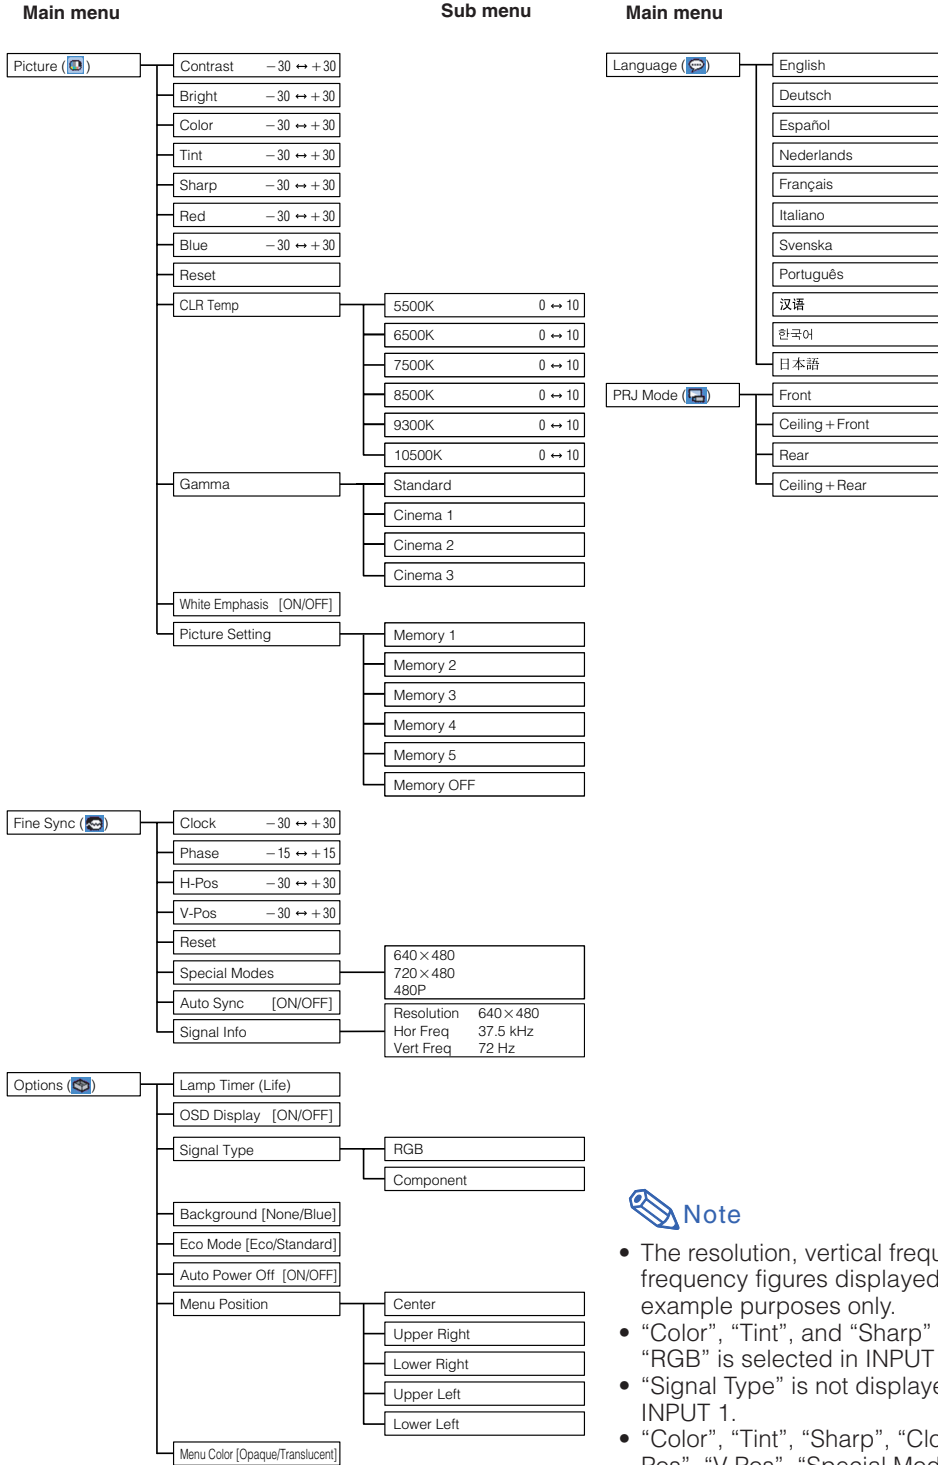 Main menu
Sub menu
Main menu
Picture ( )
Contrast −30 ↔ +30
Bright −30 ↔ +30
Color −30 ↔ +30
Tint −30 ↔ +30
Sharp −30 ↔ +30
Red −30 ↔ +30
Blue −30 ↔ +30
Reset
CLR Temp
5500K 0 ↔ 10
6500K 0 ↔ 10
7500K 0 ↔ 10
8500K 0 ↔ 10
9300K 0 ↔ 10
10500K 0 ↔ 10
Gamma
Standard
Cinema 1
Cinema 2
Cinema 3
White Emphasis [ON/OFF]
Picture Setting
Memory 1
Memory 2
Memory 3
Memory 4
Memory 5
Memory OFF
Fine Sync ( )
Clock −30 ↔ +30
Phase −15 ↔ +15
H-Pos −30 ↔ +30
V-Pos −30 ↔ +30
Reset
Special Modes
640×480
720×480
480P
Auto Sync [ON/OFF]
Signal Info
Resolution 640×480
Hor Freq 37.5 kHz
Vert Freq 72 Hz
Options ( )
Lamp Timer (Life)
OSD Display [ON/OFF]
Signal Type
RGB
Component
Background [None/Blue]
Eco Mode [Eco/Standard]
Auto Power Off [ON/OFF]
Menu Position
Center
Upper Right
Lower Right
Upper Left
Lower Left
Menu Color [Opaque/Translucent]
Language ( )
English
Deutsch
Español
Nederlands
Français
Italiano
Svenska
Português
汉语
한국어
日本語
PRJ Mode ( )
Front
Ceiling+Front
Rear
Ceiling+Rear
Note
• The resolution, vertical frequ
frequency figures displayed
example purposes only.
• “Color”, “Tint”, and “Sharp”
“RGB” is selected in INPUT
• “Signal Type” is not displaye
INPUT 1.
• “Color”, “Tint”, “Sharp”, “Clo
Pos”, “V-Pos”, “Special Mod